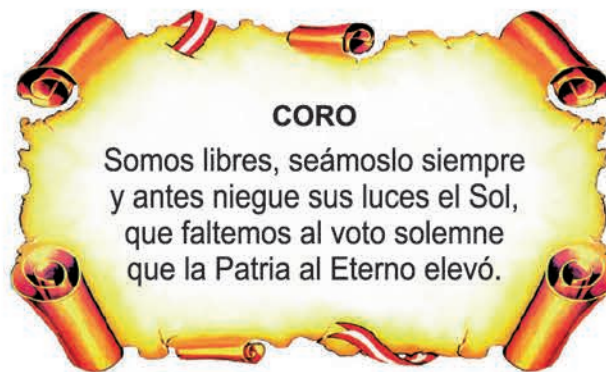 CORO
Somos libres, seámoslo siempre
y antes niegue sus luces el Sol,
que faltemos al voto solemne
que la Patria al Eterno elevó.